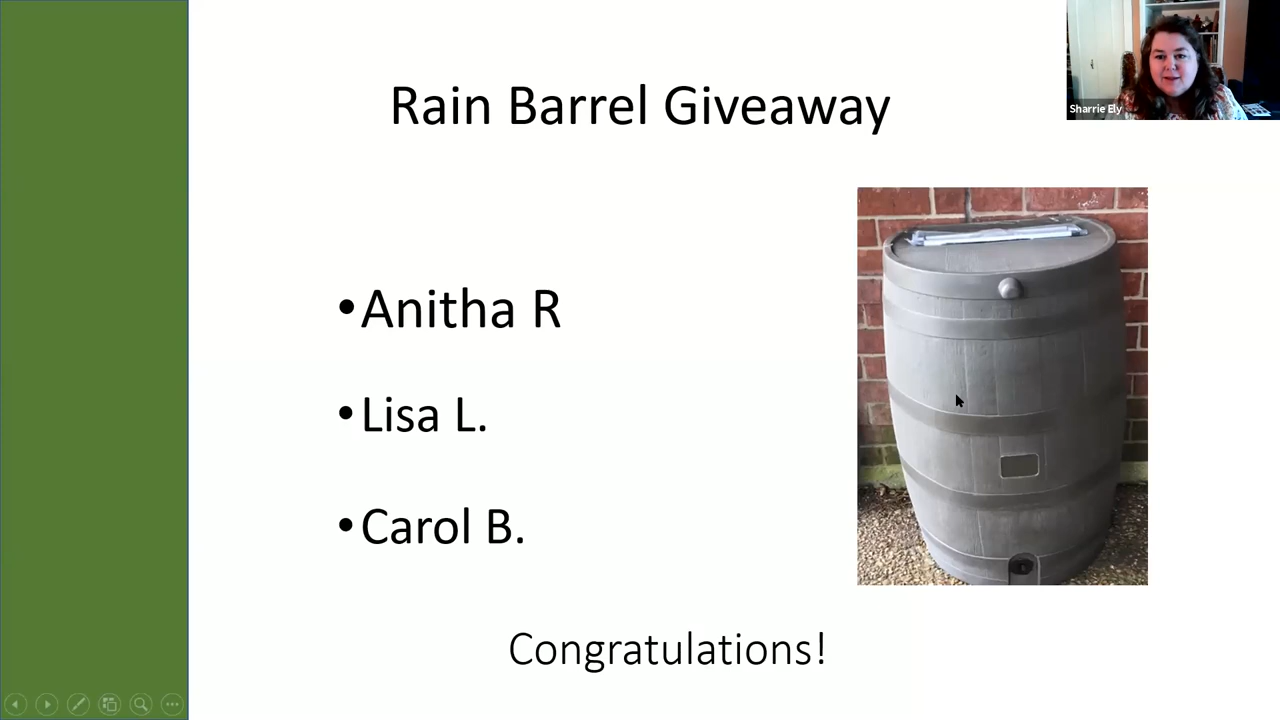 Rain Barrel Giveaway
Sharrie Ely
•Anitha R
•Lisa L.
•Carol B.
Congratulations!